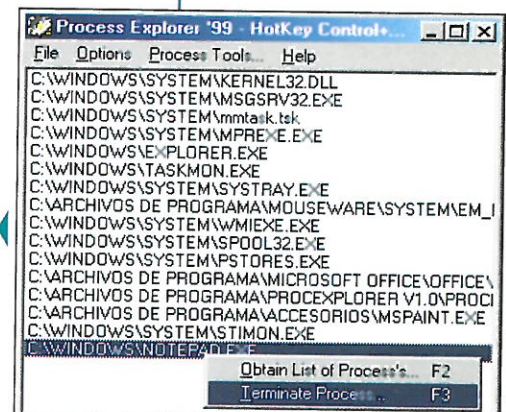 Process Explorer '99 - HotKey Control+...
File Options Process Tools... Help
C:\WINDOWS\SYSTEM\KERNEL32.DLL
C:\WINDOWS\SYSTEM\MSGSRV32.EXE
C:\WINDOWS\SYSTEM\mmtask.tsk
C:\WINDOWS\SYSTEM\MPREXE.EXE
C:\WINDOWS\EXPLORER.EXE
C:\WINDOWS\TASKMON.EXE
C:\WINDOWS\SYSTEM\SYSTRAY.EXE
C:\ARCHIVOS DE PROGRAMA\MOUSEWARE\SYSTEM\EM_
C:\WINDOWS\SYSTEM\WMIEXE.EXE
C:\WINDOWS\SYSTEM\SPOOL32.EXE
C:\WINDOWS\SYSTEM\PSTORES.EXE
C:\ARCHIVOS DE PROGRAMA\MICROSOFT OFFICE\OFFICE\
C:\ARCHIVOS DE PROGRAMA\PROCEXPLORER V1.0\PROC
C:\ARCHIVOS DE PROGRAMA\ACCESORIOS\MSPAINT.EXE
C:\WINDOWS\SYSTEM\STIMON.EXE
C:\WINDOWS\NOTEPAD.EXE
Obtain List of Process's... F2
Terminate Process... F3